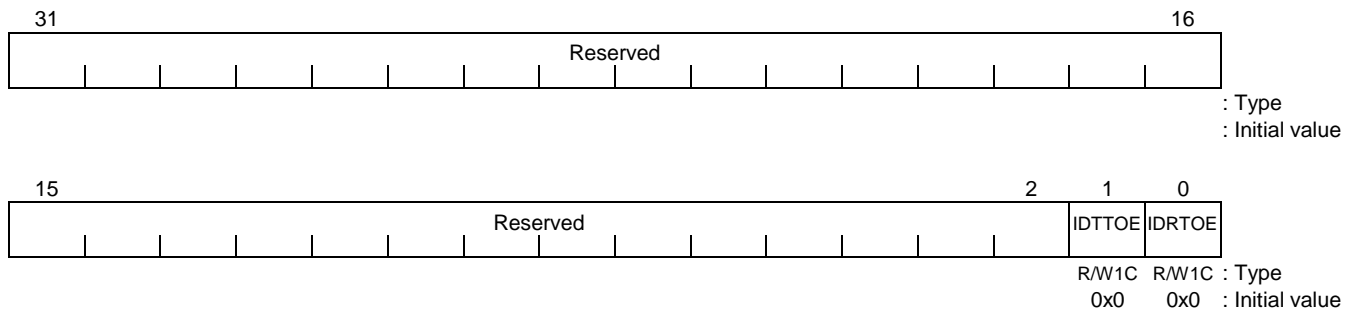 31 16
Reserved
: Type
: Initial value
15 2 1 0
Reserved IDTTOE IDRTOE
R/W1C R/W1C : Type
0x0 0x0 : Initial value